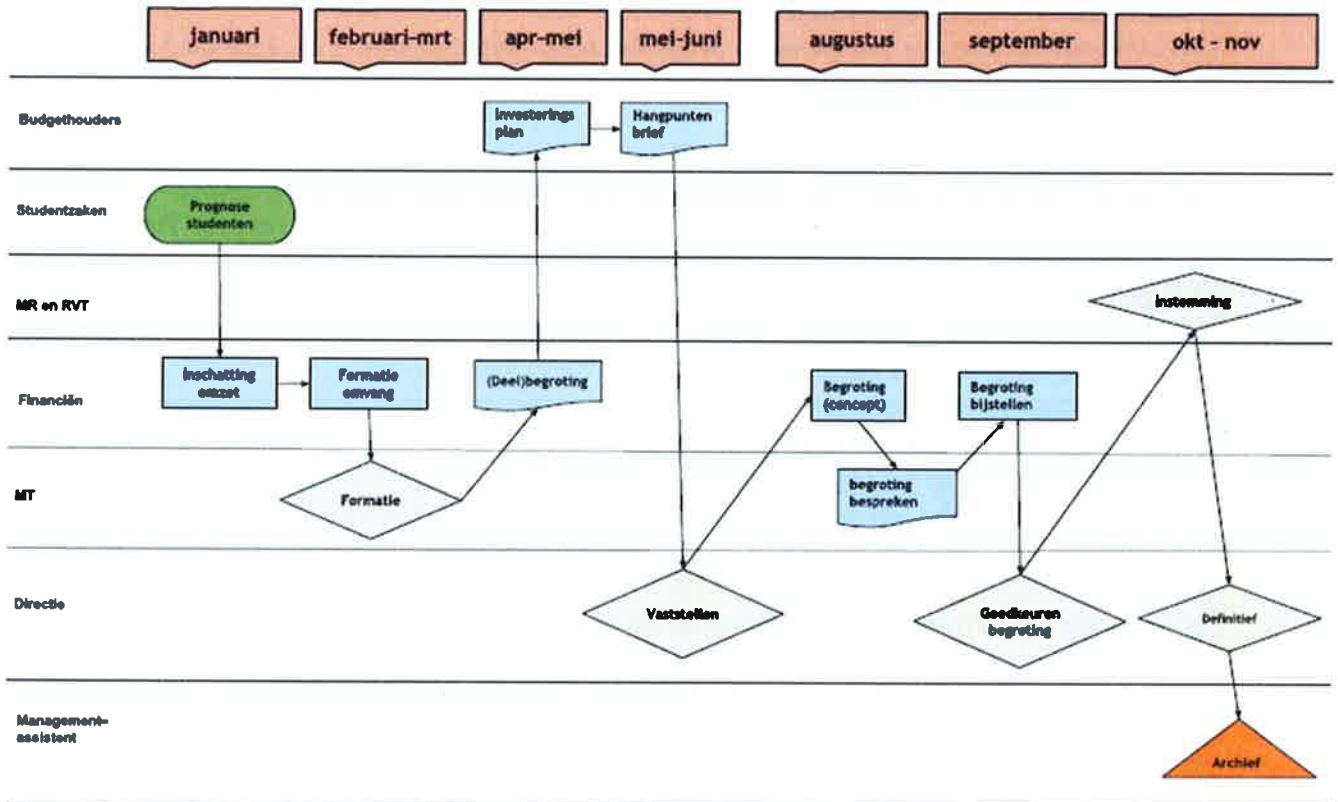 januari
februari-mrt
apr-mei
mei-juni
augustus
september
okt - nov
Budgethouders
Investerings
plan
Hangpunten
brief
Studentzaken
Prognose
studenten
MR en RVT
instemming
Financiën
Inschatting
omzet
Formatie
omvang
(Deel)begroting
Begroting
(concept)
Begroting
bijstellen
MT
Formatie
begroting
bespreken
Directie
Vaststellen
Goedkeuren
begroting
Definitief
Management-
assistent
Archief